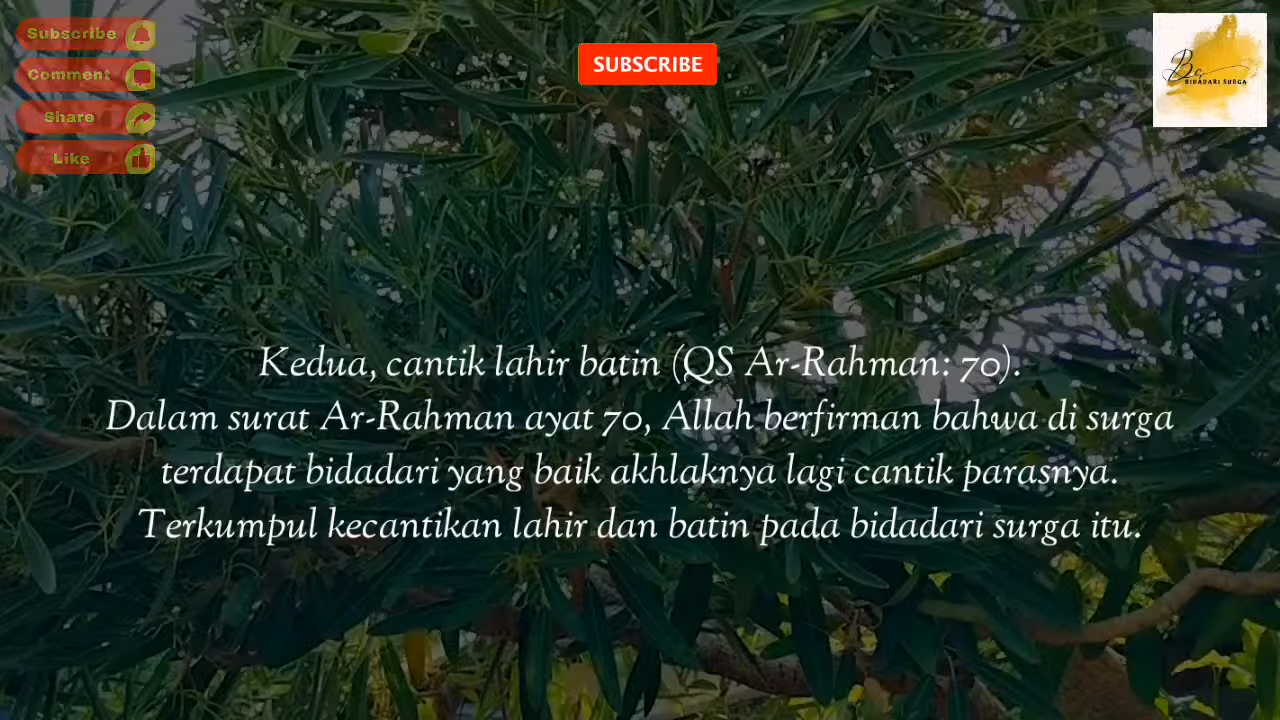 Subscribe
Comment
Share
Like
SUBSCRIBE
Bs
BIDADARI SURGA
Kedua, cantik lahir batin (QS Ar-Rahman: 70).
Dalam surat Ar-Rahman ayat 70, Allah berfirman bahwa di surga
terdapat bidadari yang baik akhlaknya lagi cantik parasnya.
Terkumpul kecantikan lahir dan batin pada bidadari surga itu.